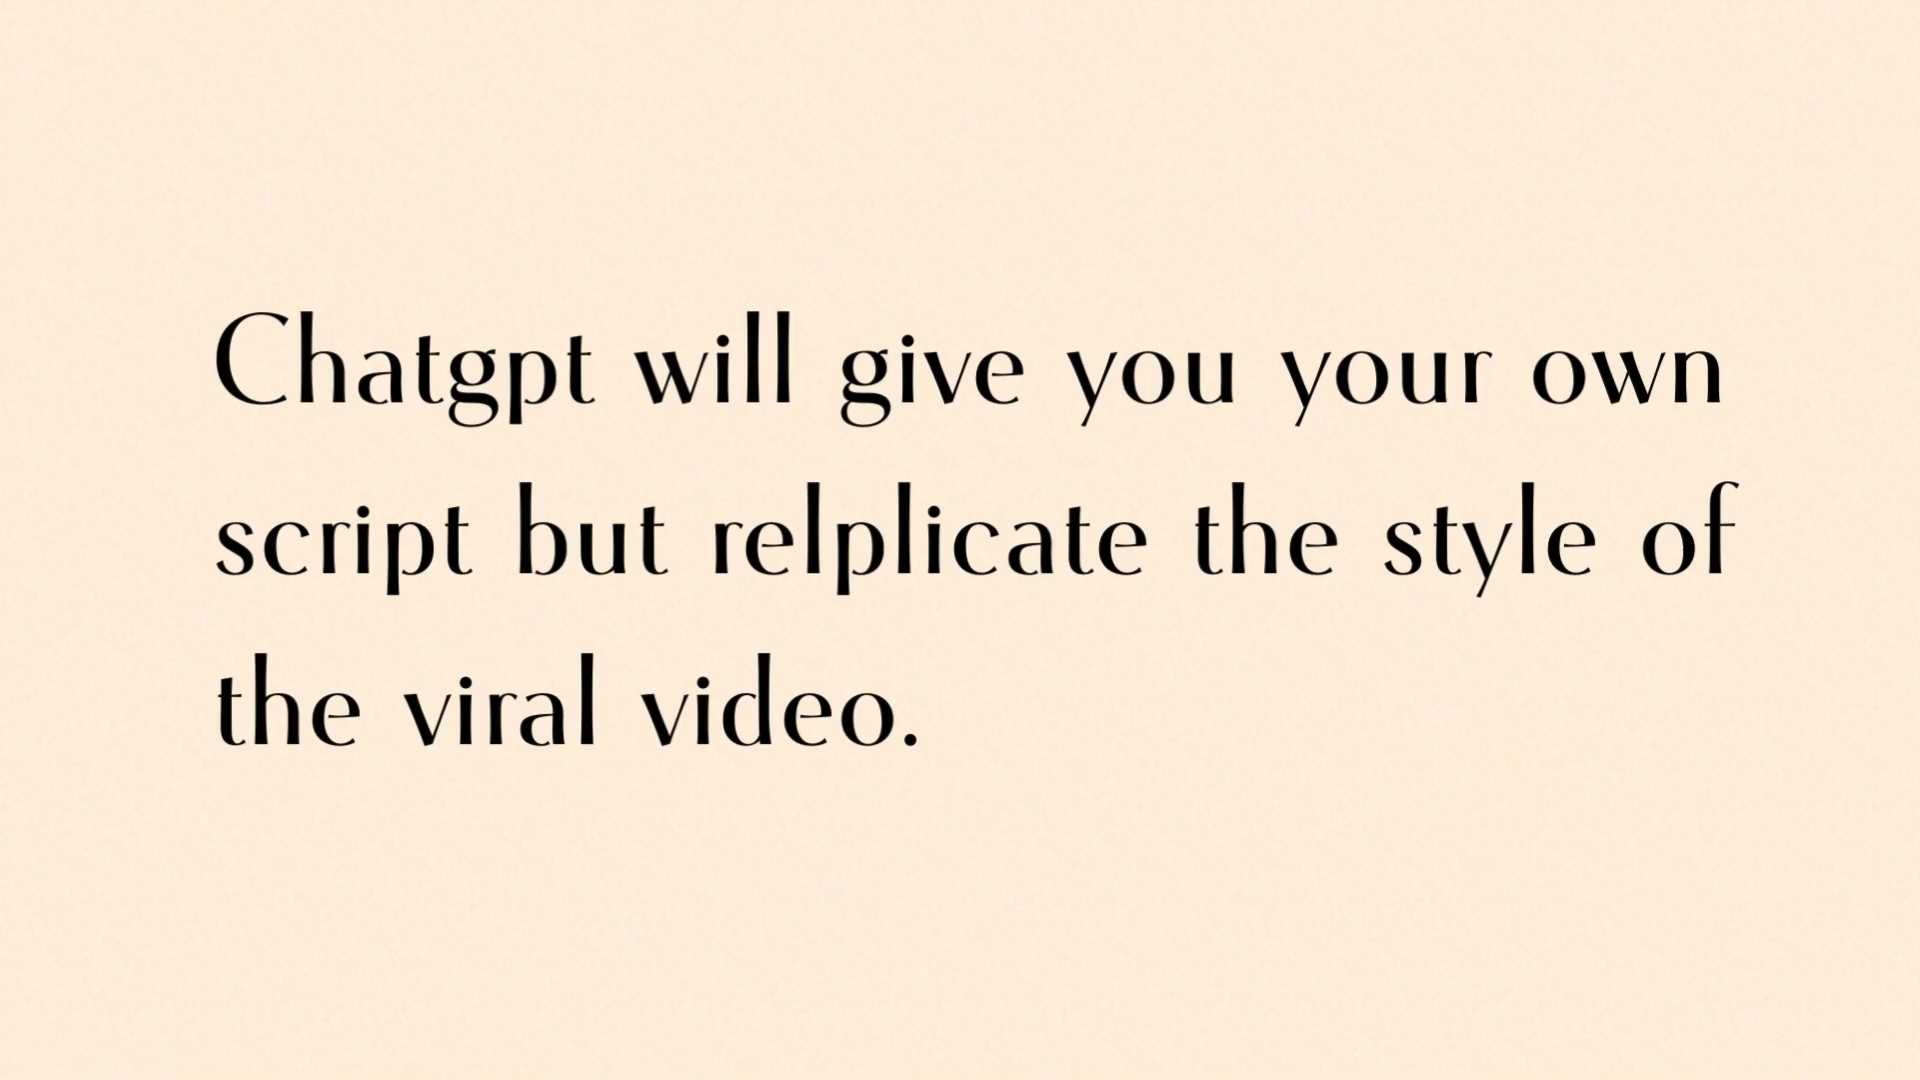 Chatgpt will give you your own
script but relplicate the style of
the viral video.